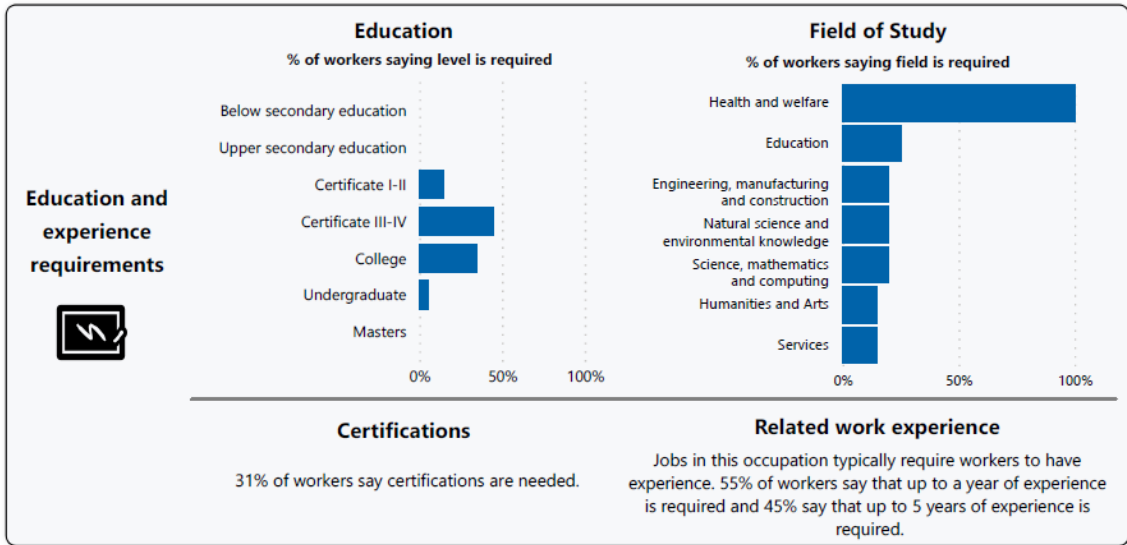 Education
% of workers saying level is required
Below secondary education
Upper secondary education
Certificate I-II
Certificate III-IV
College
Undergraduate
Masters
0%
50%
100%
Field of Study
% of workers saying field is required
Health and welfare
Education
Engineering, manufacturing
and construction
Natural science and
environmental knowledge
Science, mathematics
and computing
Humanities and Arts
Services
0%
50%
100%
Education and
experience
requirements
Certifications
31% of workers say certifications are needed.
Related work experience
Jobs in this occupation typically require workers to have
experience. 55% of workers say that up to a year of experience
is required and 45% say that up to 5 years of experience is
required.